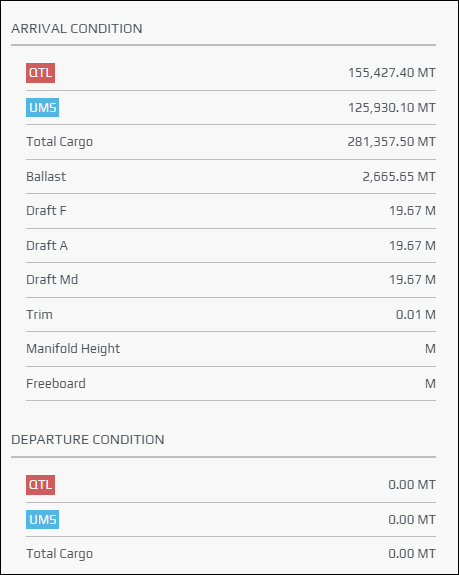 ARRIVAL CONDITION
QTL 155,427.40 MT
UMS 125,930.10 MT
Total Cargo 281,357.50 MT
Ballast 2,665.65 MT
Draft F 19.67 M
Draft A 19.67 M
Draft Md 19.67 M
Trim 0.01 M
Manifold Height M
Freeboard M
DEPARTURE CONDITION
QTL 0.00 MT
UMS 0.00 MT
Total Cargo 0.00 MT